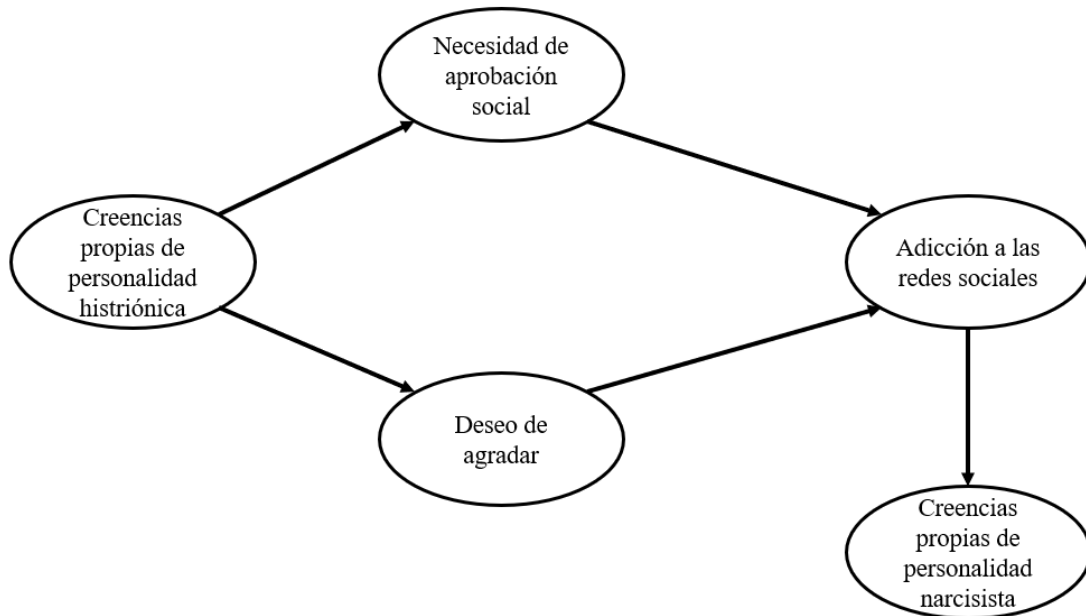 Necesidad de
aprobación
social
Creencias
propias de
personalidad
histriónica
Adicción a las
redes sociales
Deseo de
agradar
Creencias
propias de
personalidad
narcisista